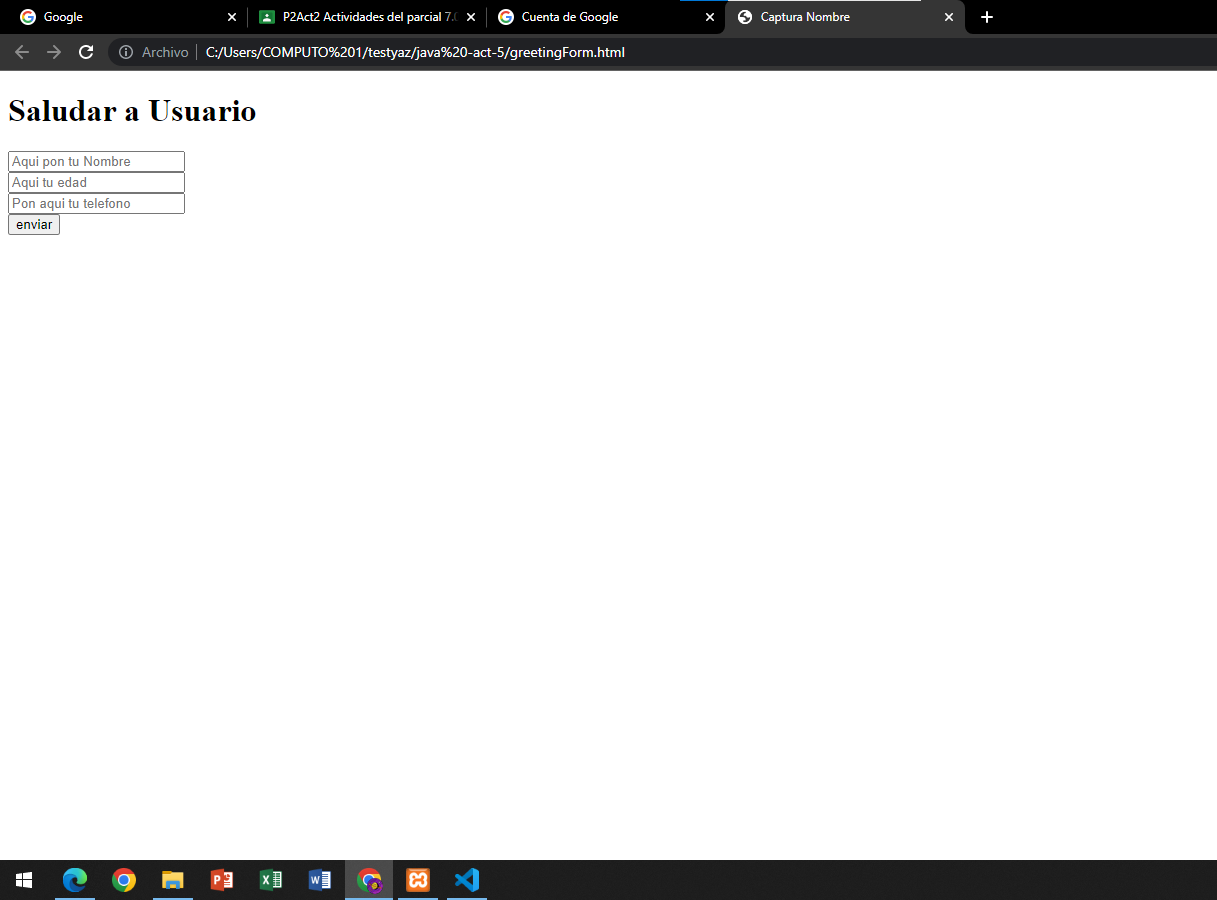 Google
P2Act2 Actividades del parcial 7.0
Cuenta de Google
Captura Nombre
Archivo
C:/Users/COMPUTO%201/testyaz/java%20-act-5/greetingForm.html
Saludar a Usuario
Aqui pon tu Nombre
Aqui tu edad
Pon aqui tu telefono
enviar